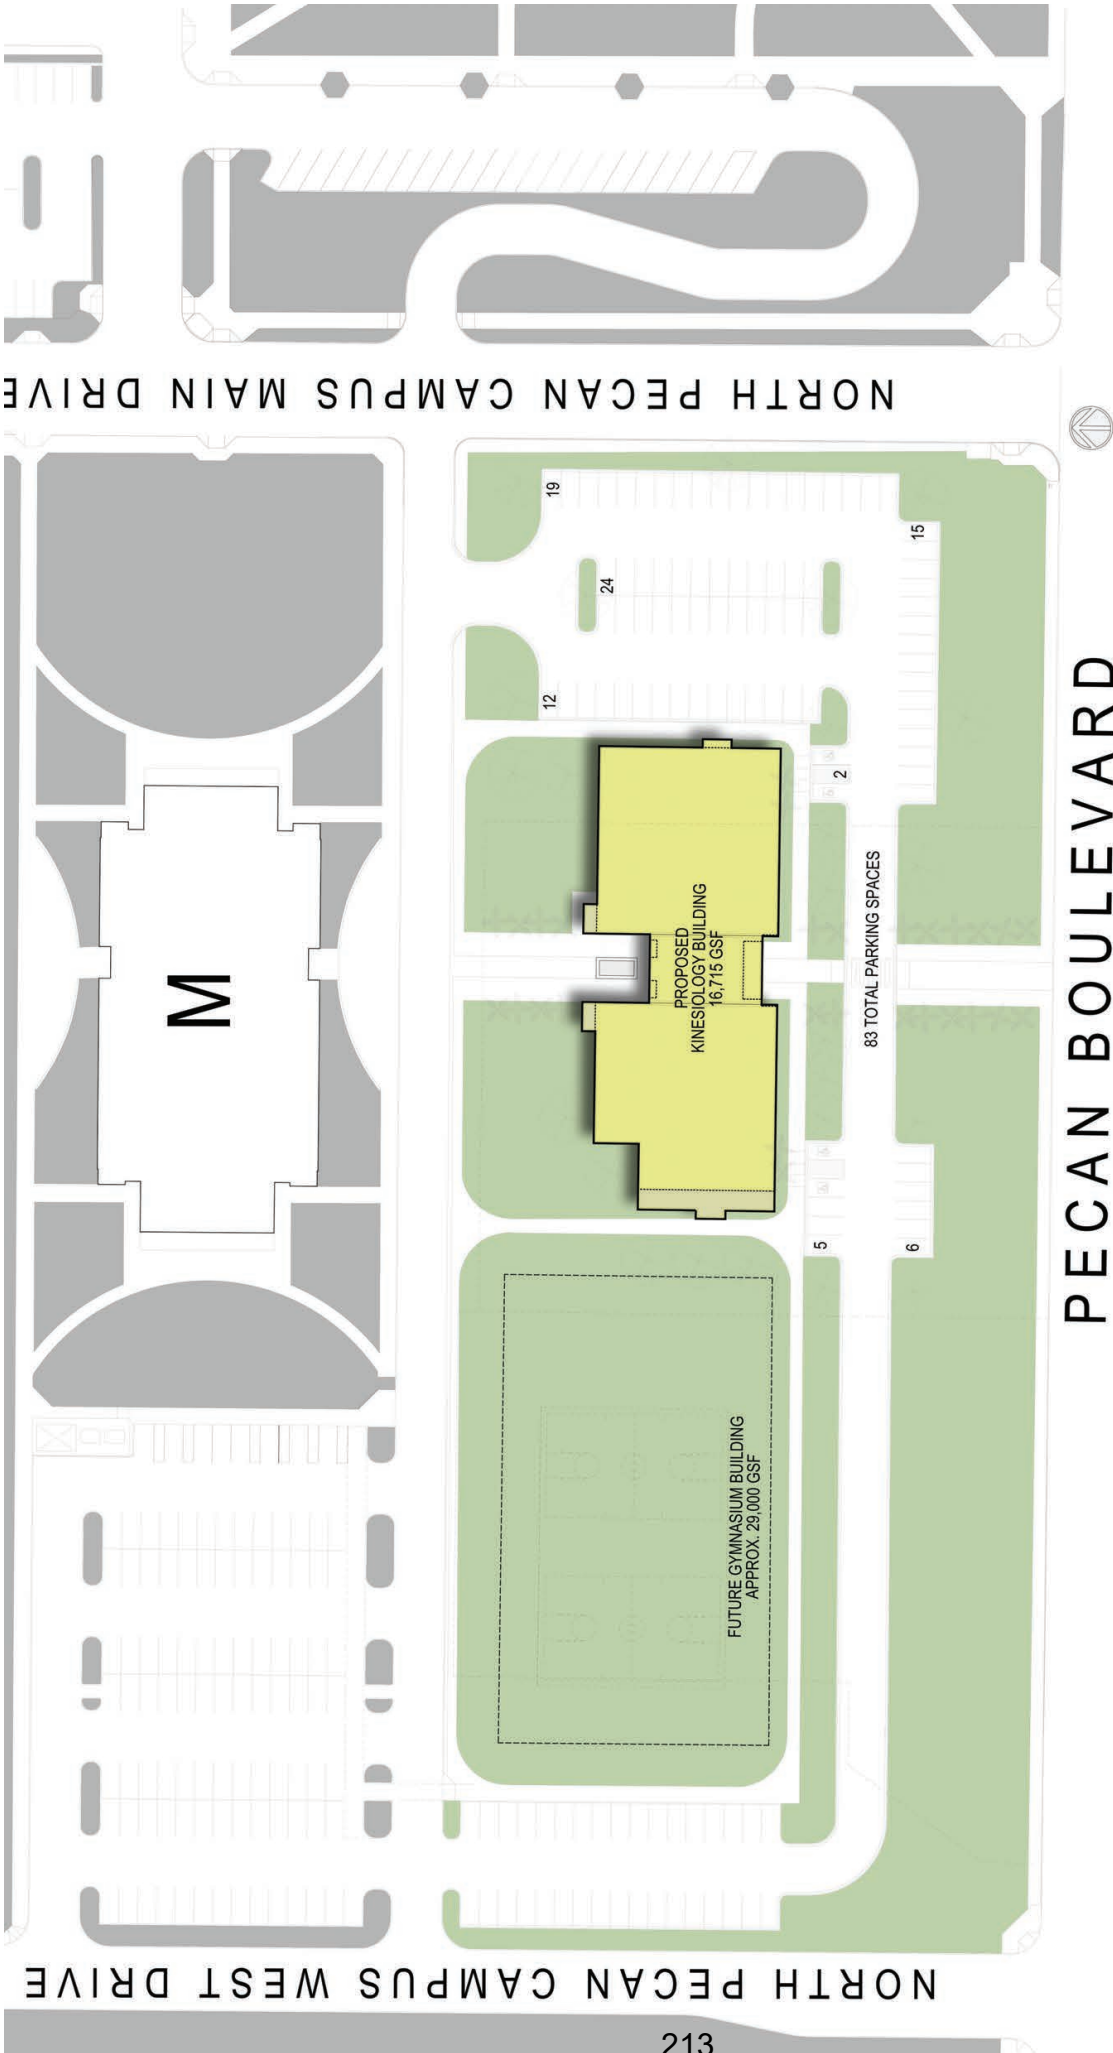 NORTH PECAN CAMPUS MAIN DRIVE
19
15
24
12
2
PROPOSED
KINESIOLOGY BUILDING
16,715 GSF
83 TOTAL PARKING SPACES
M
5
6
FUTURE GYMNASIUM BUILDING
APPROX. 29,000 GSF
PECAN BOULEVARD
NORTH PECAN CAMPUS WEST DRIVE
213